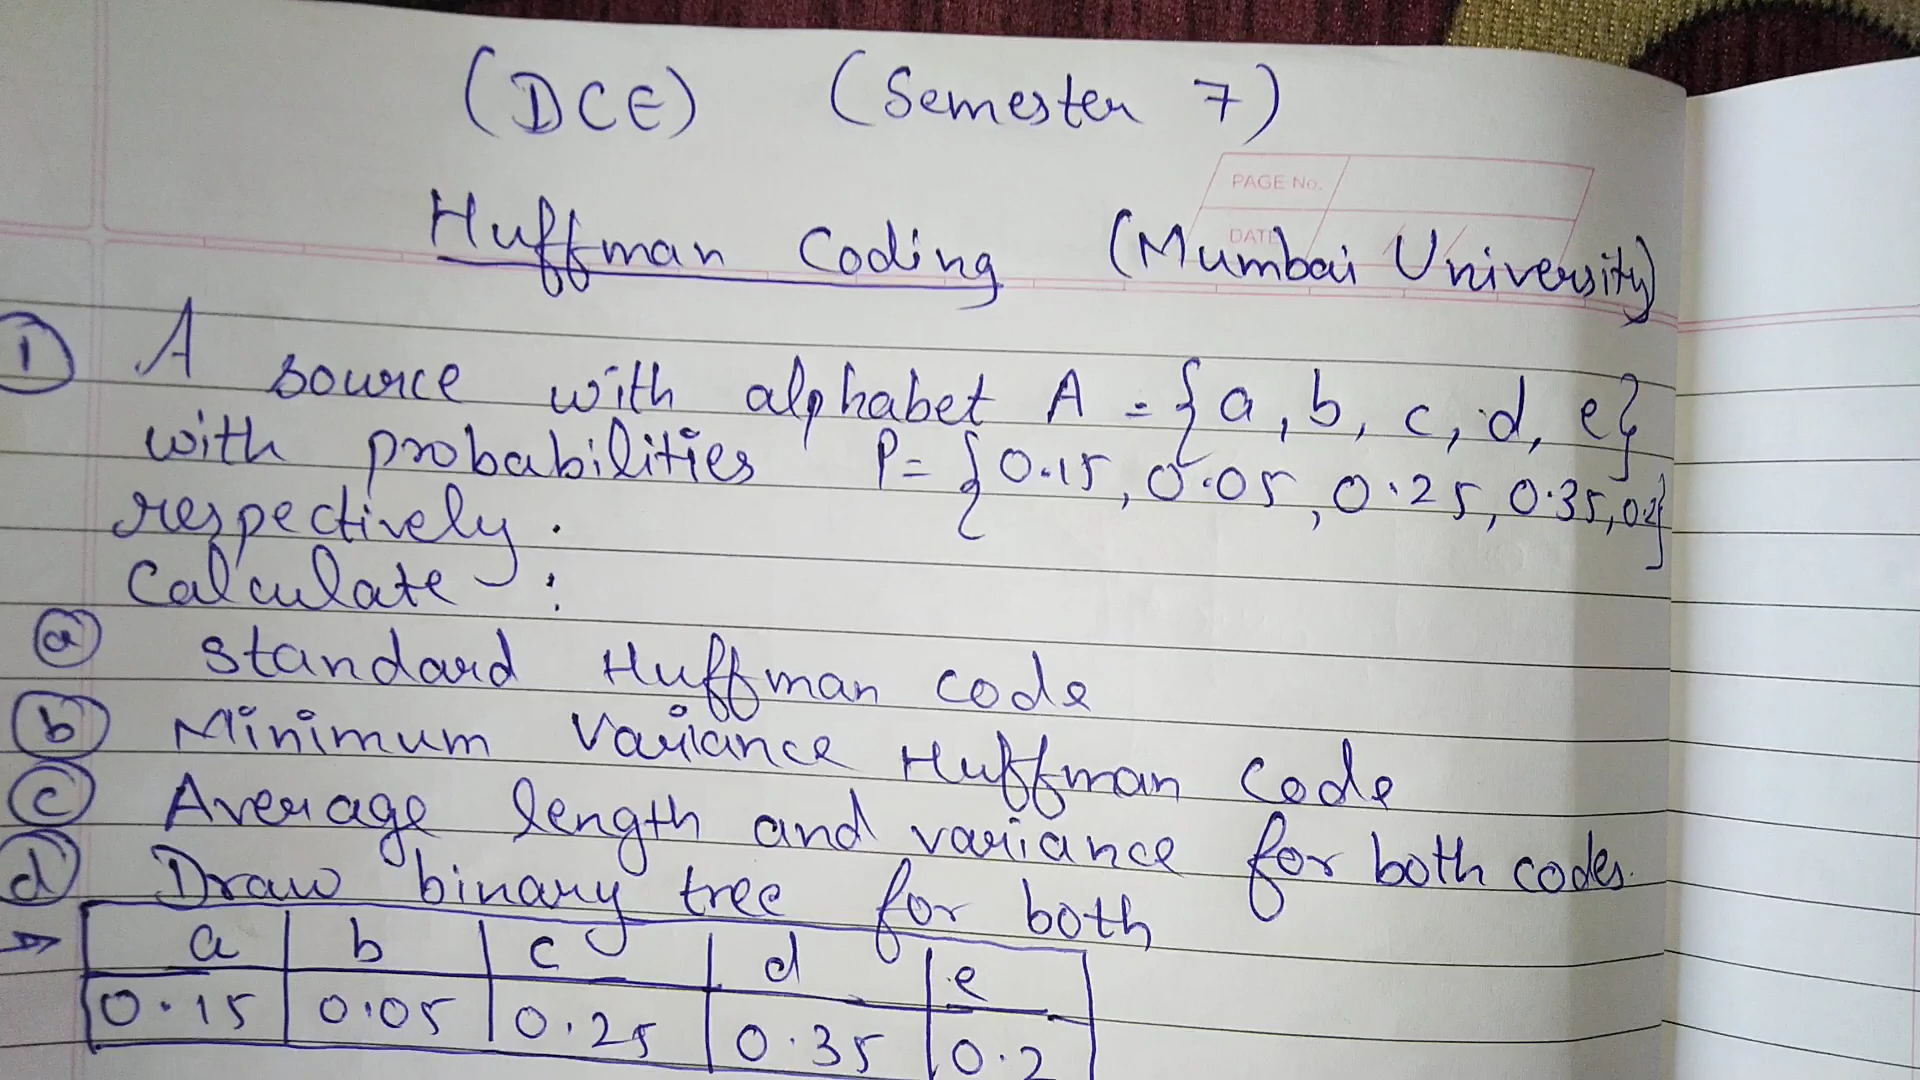 (DCE) (Semester 7)
PAGE No.
DATE
Huffman Coding (Mumbai University)
1 A source with alphabet A = {a, b, c, d, e}
with probabilities P = {0.15, 0.05, 0.25, 0.35, 0.2}
respectively.
Calculate :
a standard Huffman code
b Minimum Variance Huffman Code
c Average length and variance for both codes.
d Draw binary tree for both
a b c d e
0.15 0.05 0.25 0.35 0.2